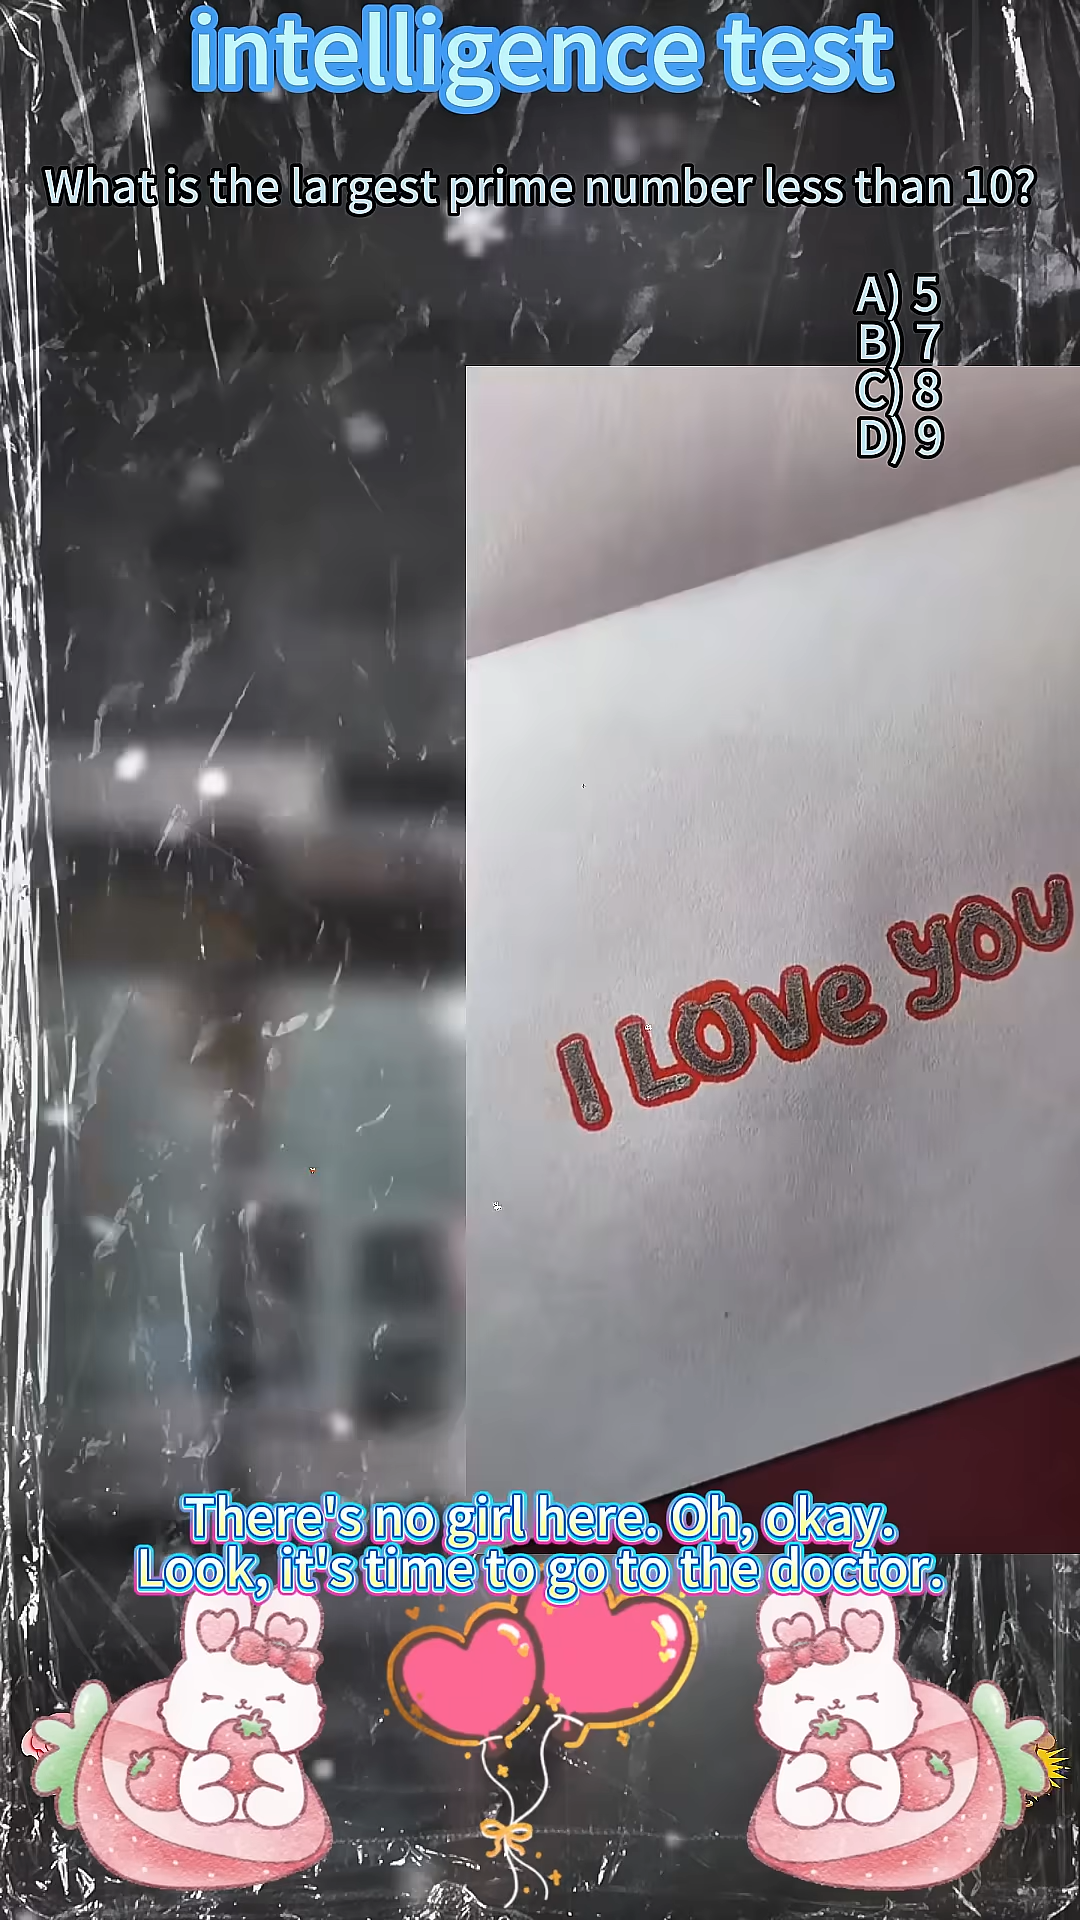 intelligence test
What is the largest prime number less than 10?
A) 5
B) 7
C) 8
D) 9
I LOve you
There's no girl here. Oh, okay.
Look, it's time to go to the doctor.